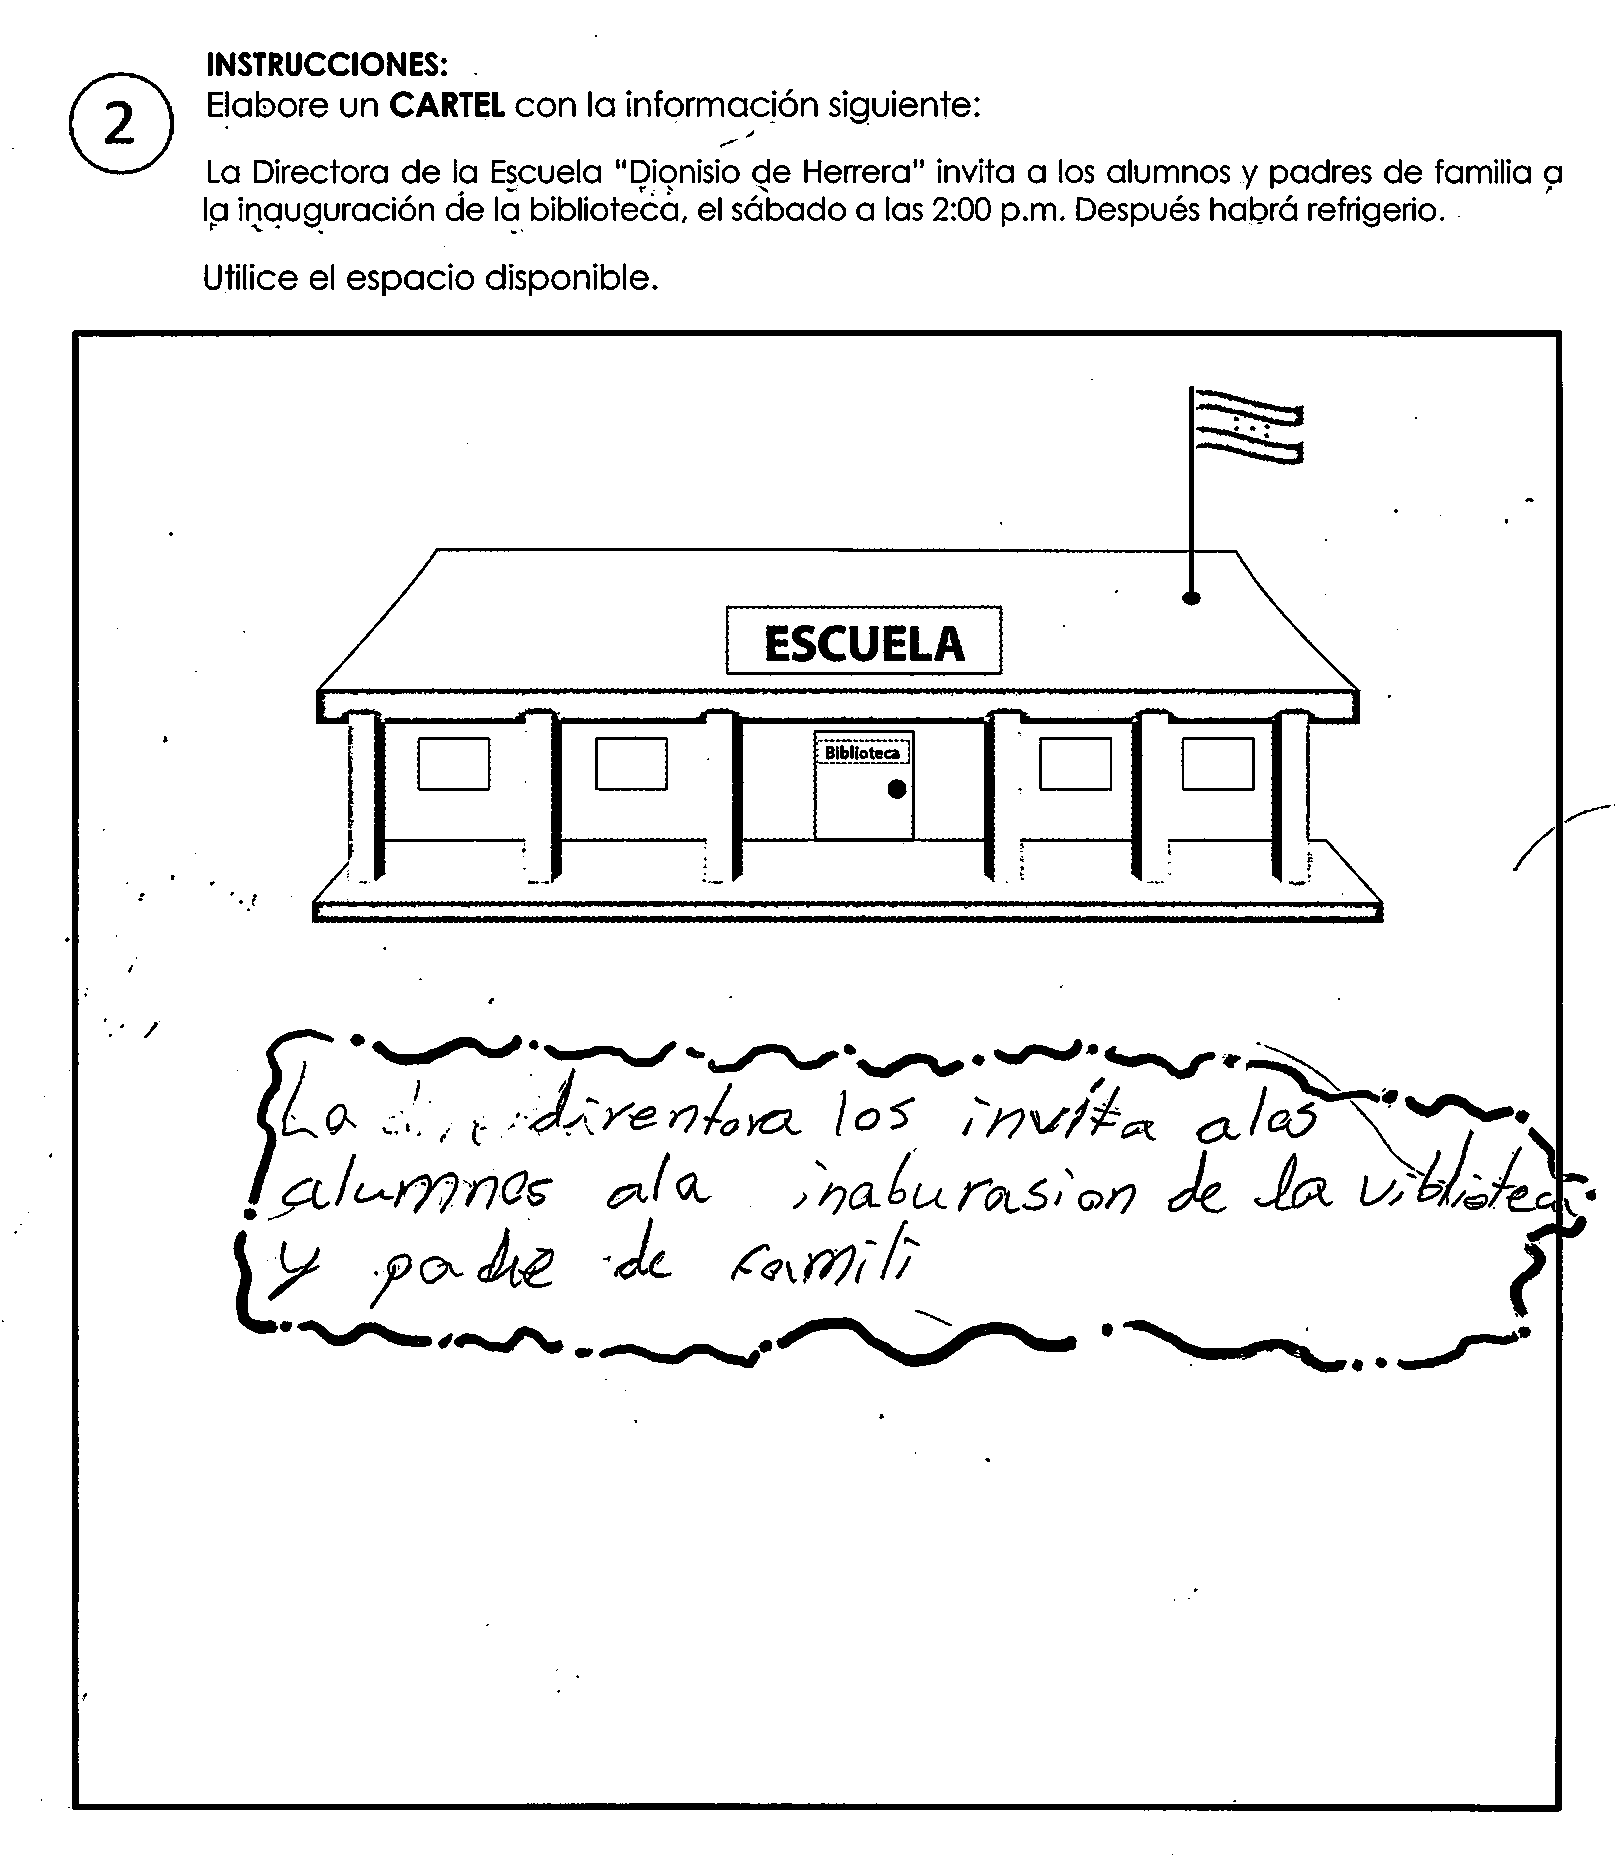 INSTRUCCIONES:
2
Elabore un CARTEL con la información siguiente:
La Directora de la Escuela "Dionisio de Herrera" invita a los alumnos y padres de familia a
la inauguración de la biblioteca, el sábado a las 2:00 p.m. Después habrá refrigerio.
Utilice el espacio disponible.
ESCUELA
Biblioteca
La direntora los invita alos
alumnos ala inaburasion de la viblioteca
y padre de famili